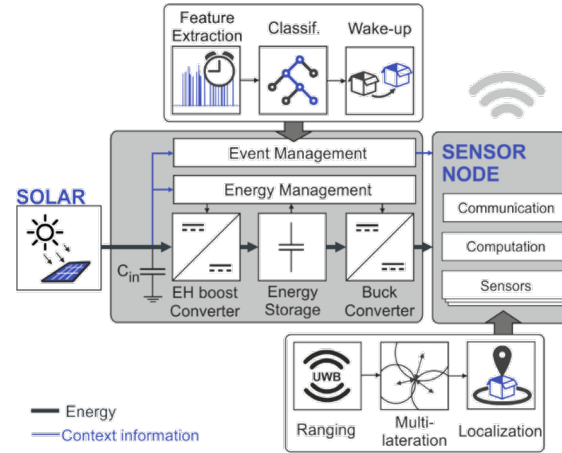 Feature
Extraction
Classif.
Wake-up
Event Management
Energy Management
SENSOR
NODE
SOLAR
Communication
Computation
Sensors
C_in
EH boost
Converter
Energy
Storage
Buck
Converter
UWB
Ranging
Multi-
lateration
Localization
Energy
Context information